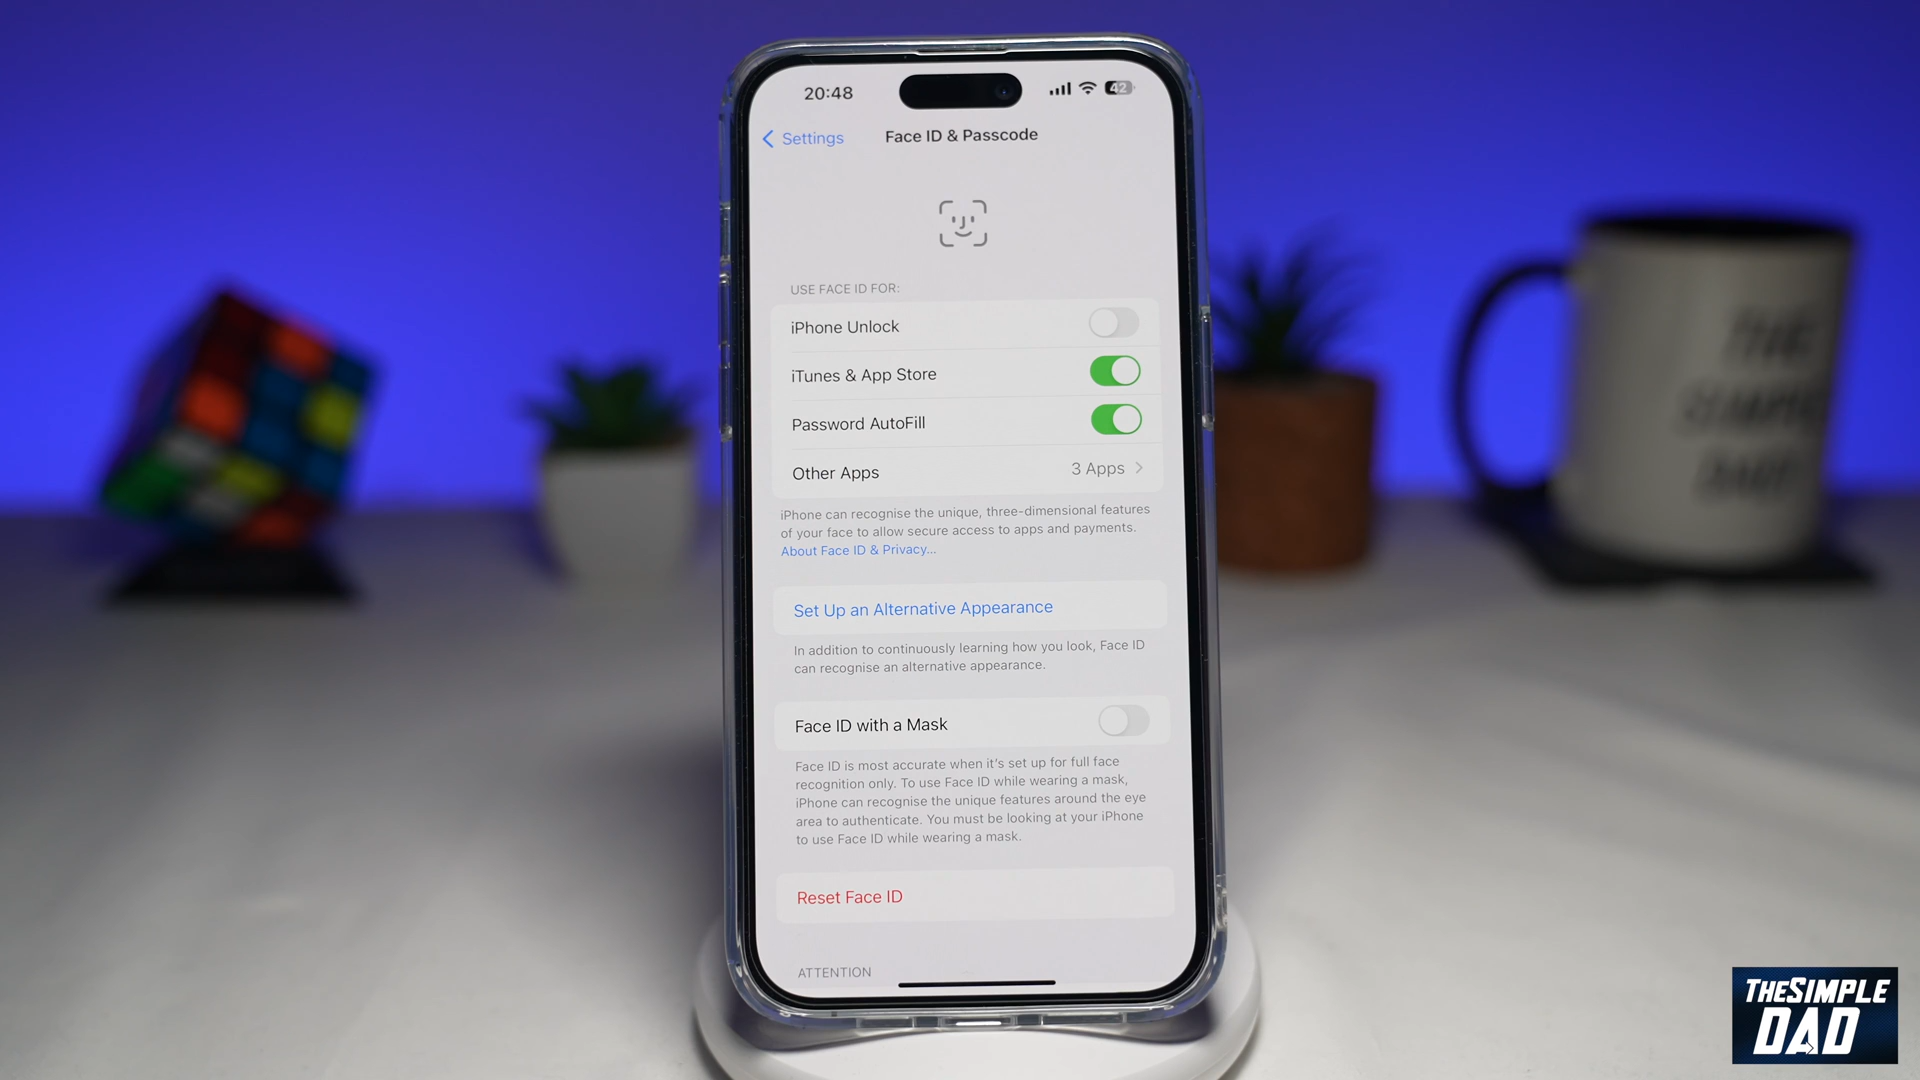 20:48
42
Settings
Face ID & Passcode
USE FACE ID FOR:
iPhone Unlock
iTunes & App Store
Password AutoFill
Other Apps
3 Apps
iPhone can recognise the unique, three-dimensional features
of your face to allow secure access to apps and payments.
About Face ID & Privacy...
Set Up an Alternative Appearance
In addition to continuously learning how you look, Face ID
can recognise an alternative appearance.
Face ID with a Mask
Face ID is most accurate when it's set up for full face
recognition only. To use Face ID while wearing a mask,
iPhone can recognise the unique features around the eye
area to authenticate. You must be looking at your iPhone
to use Face ID while wearing a mask.
Reset Face ID
ATTENTION
THE
SIMPLE
DAD
THESIMPLE
DAD